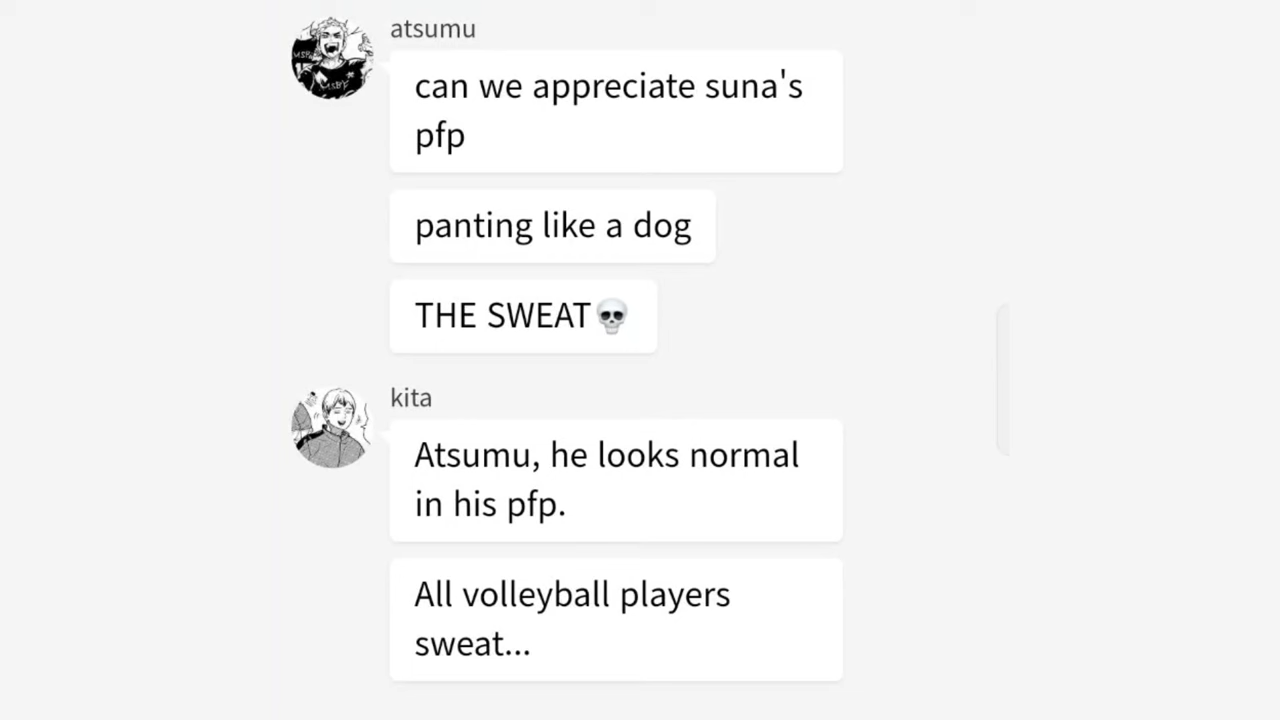 atsumu
can we appreciate suna's
pfp
panting like a dog
THE SWEAT💀
kita
Atsumu, he looks normal
in his pfp.
All volleyball players
sweat...